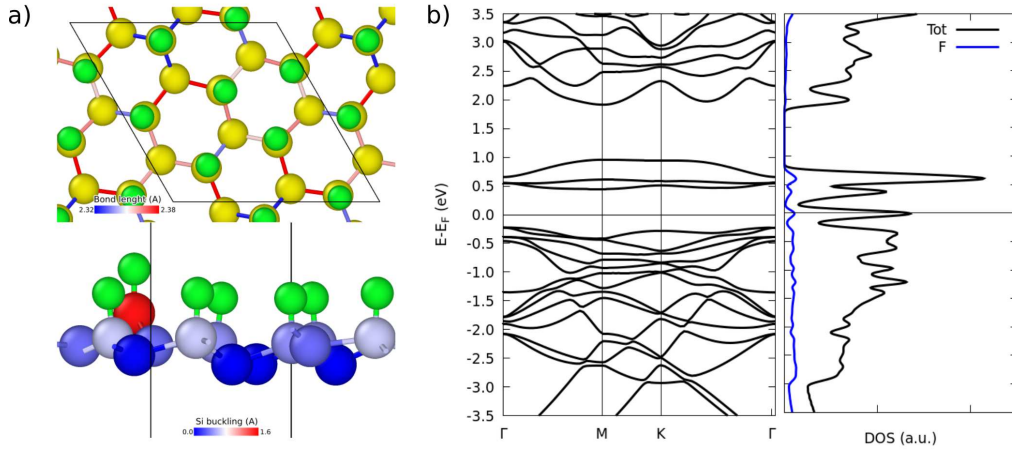 a)
Bond lenght (A)
2.32
2.38
Si buckling (A)
0.0
1.6
b)
E-E_F (eV)
3.5
3.0
2.5
2.0
1.5
1.0
0.5
0.0
-0.5
-1.0
-1.5
-2.0
-2.5
-3.0
-3.5
Γ M K Γ
Tot
F
DOS (a.u.)